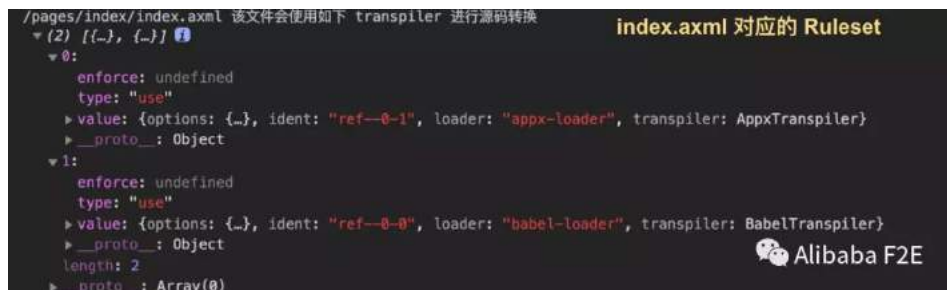 /pages/index/index.axml 该文件会使用如下 transpiler 进行源码转换
index.axml 对应的 Ruleset
▼(2) [{…}, {…}] i
▼0:
enforce: undefined
type: "use"
▶value: {options: {…}, ident: "ref--0-1", loader: "appx-loader", transpiler: AppxTranspiler}
▶__proto__: Object
▼1:
enforce: undefined
type: "use"
▶value: {options: {…}, ident: "ref--0-0", loader: "babel-loader", transpiler: BabelTranspiler}
▶__proto__: Object
length: 2
▶__proto__: Array(0)
Alibaba F2E